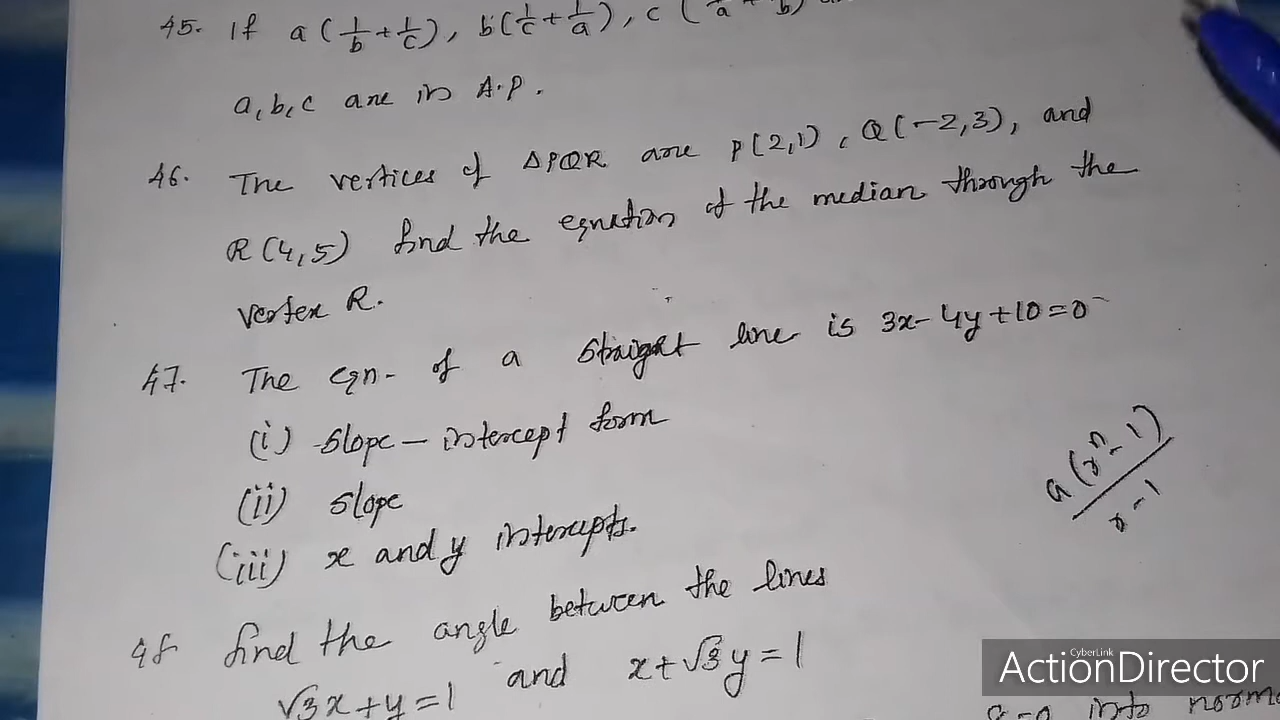 45. If a (1/b + 1/c), b(1/c + 1/a), c (
a, b, c are in A.P.
46. The vertices of ΔPQR are P(2,1), Q(-2,3), and
R(4,5) find the equation of the median through the
vertex R.
47. The eqn- of a straight line is 3x-4y+10=0
(i) slope - intercept form
(ii) slope
(iii) x and y intercepts.
a(r^n-1)/r-1
48 find the angle between the lines
√3x+y=1 and x+√3y=1
into
CyberLink
ActionDirector